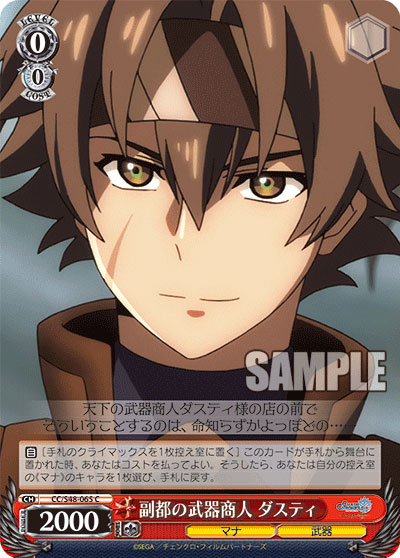 LEVEL
0
0
COST
SAMPLE
天下の武器商人ダスティ様の店の前で
そういうことするのは、命知らずかよっぽどの…
【自】［手札のクライマックスを1枚控え室に置く］ このカードが手札から舞台に
置かれた時、あなたはコストを払ってよい。そうしたら、あなたは自分の控え室
の《マナ》のキャラを1枚選び、手札に戻す。
CH
CC/S48-065 C
2000
副都の武器商人 ダスティ
マナ
武器
©SEGA／チェンクロ・フィルムパートナーズ